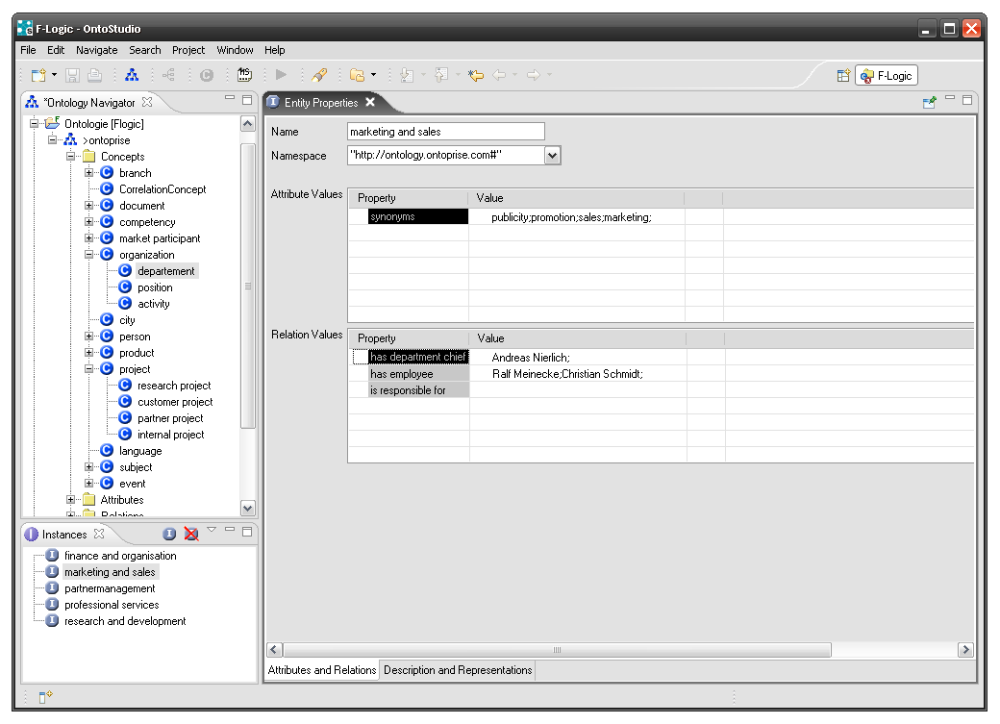 F-Logic - OntoStudio
File Edit Navigate Search Project Window Help
F-Logic
*Ontology Navigator
Ontologie [Flogic]
>ontoprise
Concepts
branch
CorrelationConcept
document
competency
market participant
organization
departement
position
activity
city
person
product
project
research project
customer project
partner project
internal project
language
subject
event
Attributes
Relations
Instances
finance and organisation
marketing and sales
partnermanagement
professional services
research and development
Entity Properties
Name marketing and sales
Namespace "http://ontology.ontoprise.com#"
Attribute Values Property Value
synonyms publicity;promotion;sales;marketing;
Relation Values Property Value
has department chief Andreas Nierlich;
has employee Ralf Meinecke;Christian Schmidt;
is responsible for
Attributes and Relations Description and Representations